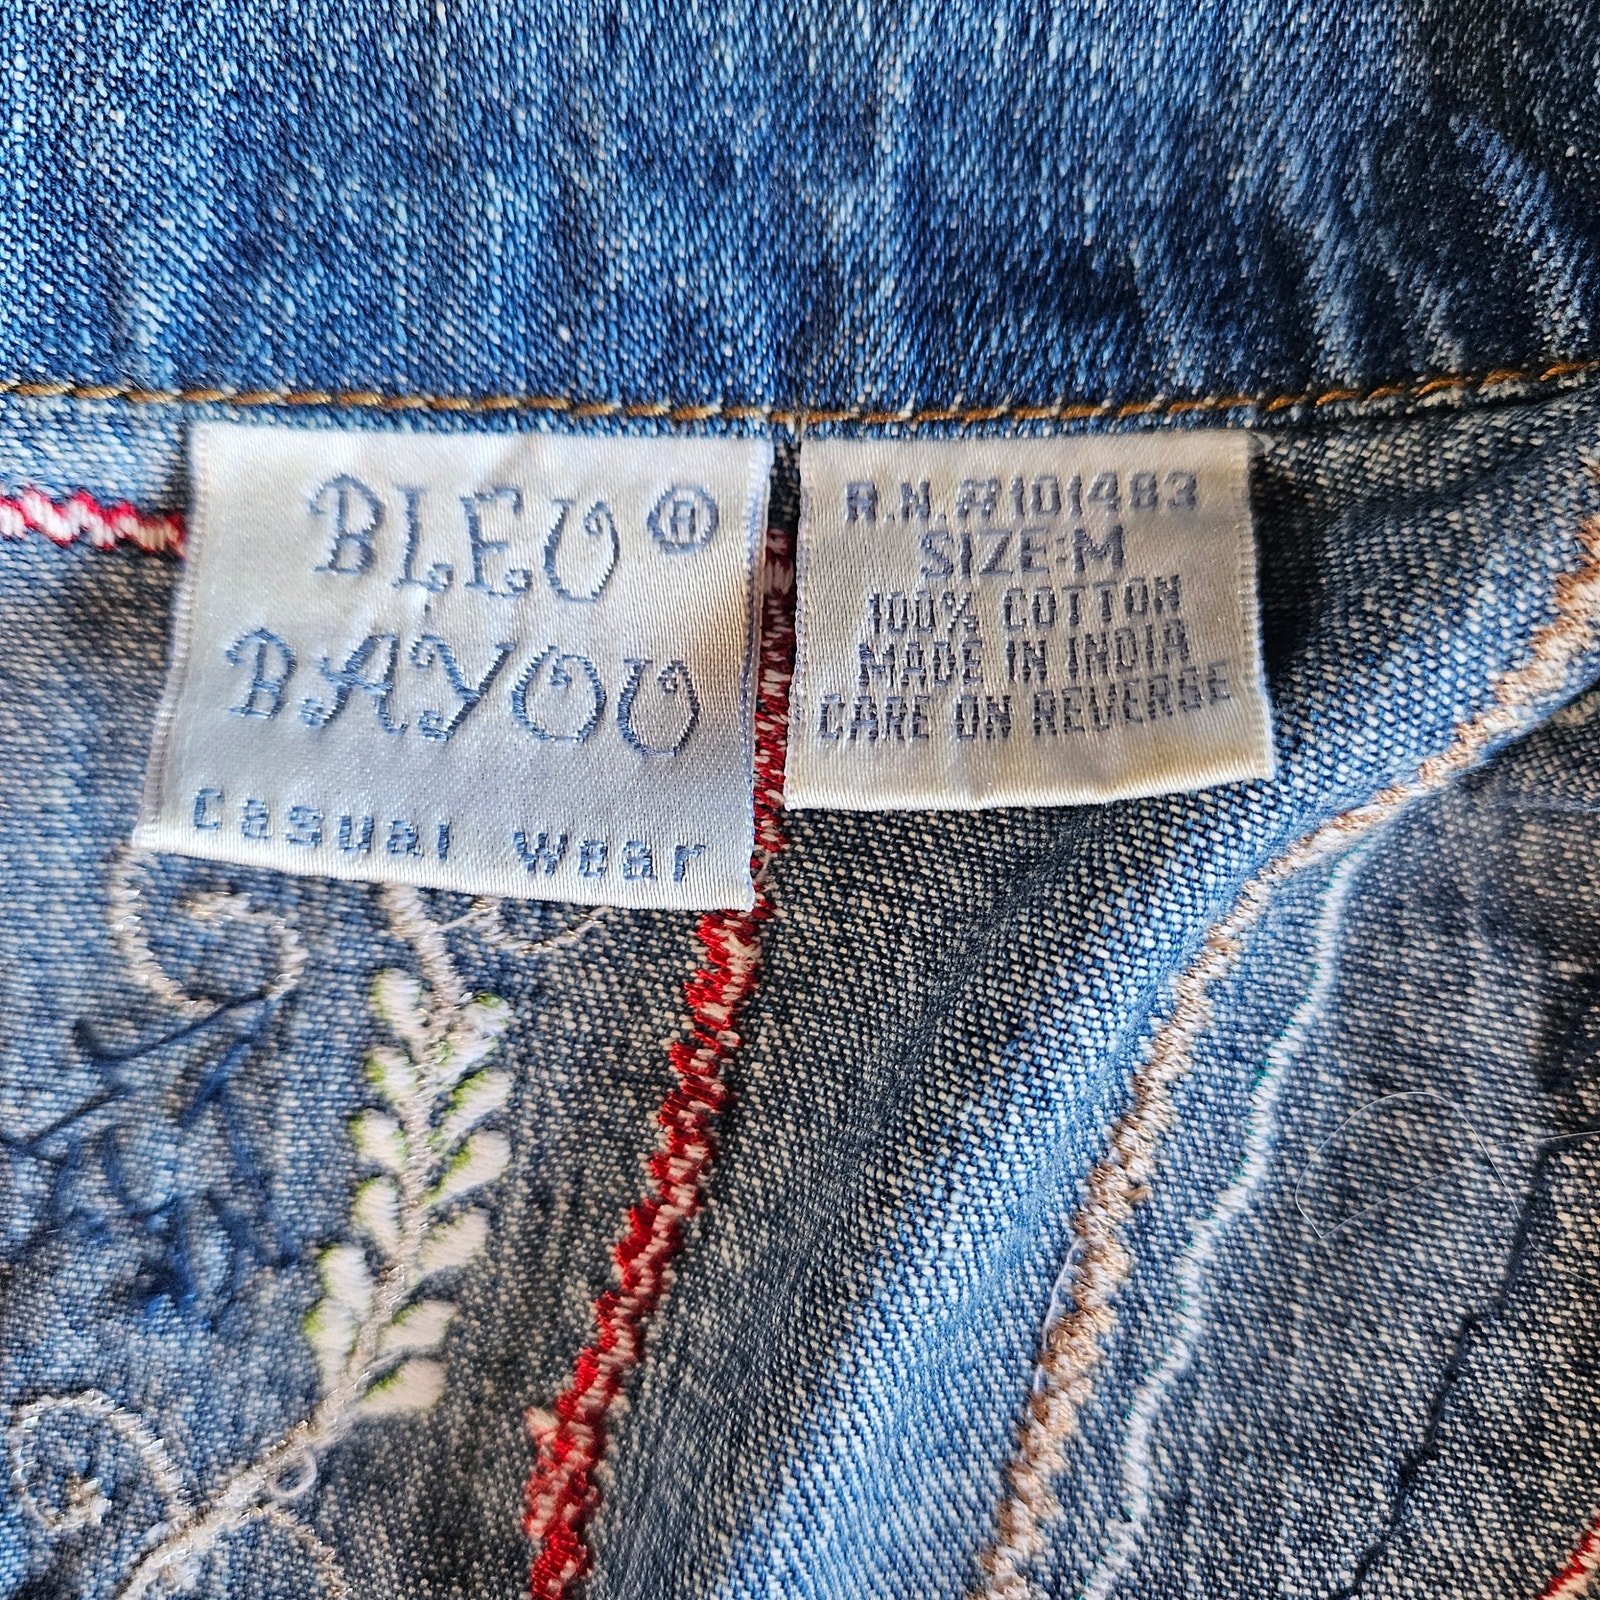 BLEU ®
BAYOU
Casual Wear
R.N.#101483
SIZE:M
100% COTTON
MADE IN INDIA
CARE ON REVERSE